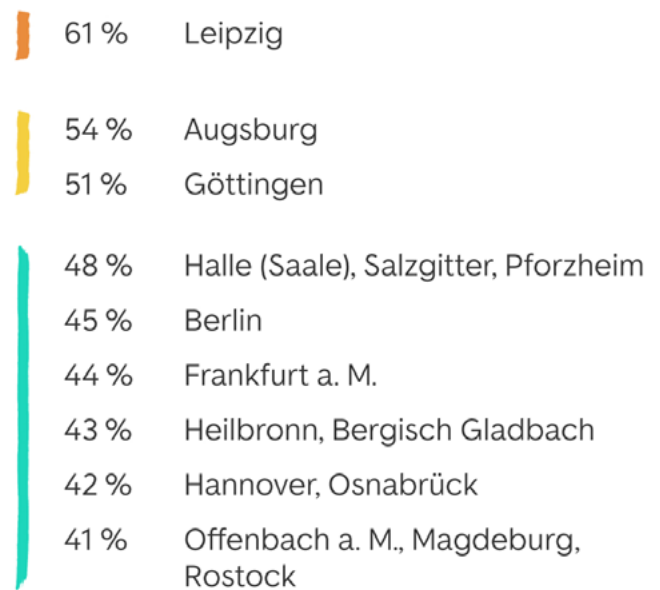 61 % Leipzig
54 % Augsburg
51 % Göttingen
48 % Halle (Saale), Salzgitter, Pforzheim
45 % Berlin
44 % Frankfurt a. M.
43 % Heilbronn, Bergisch Gladbach
42 % Hannover, Osnabrück
41 % Offenbach a. M., Magdeburg,
Rostock